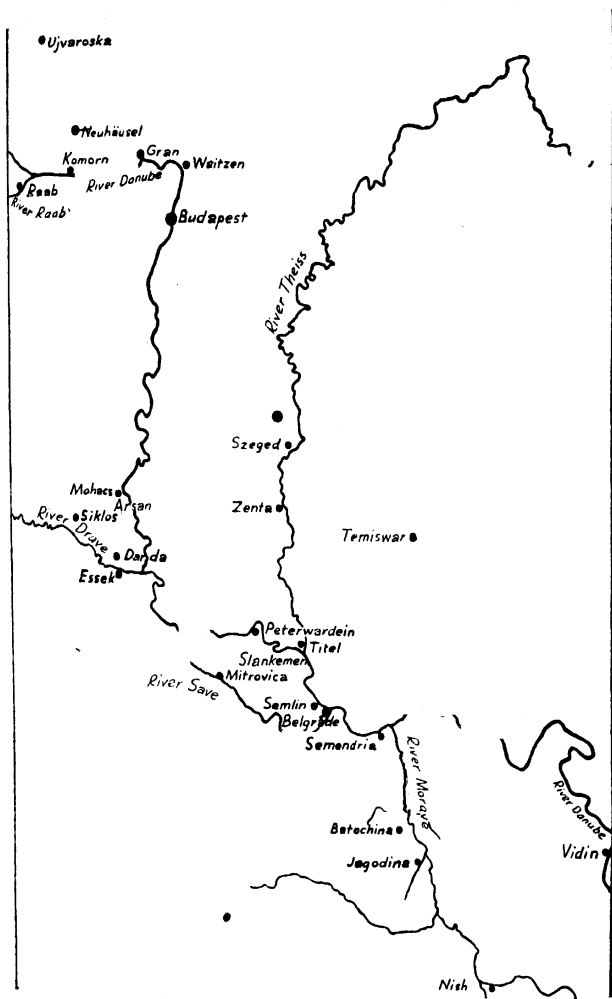 Ujvaroska
Neuhäusel
Gran
Komorn
Waitzen
River Danube
Raab
River Raab
Budapest
River Theiss
Szeged
Mohacs
Arsan
Zenta
River Drave
Siklos
Temiswar
Darda
Essek
Peterwardein
Titel
Slankemen
Mitrovica
River Save
Semlin
Belgrade
Semendria
River Morava
River Danube
Batochina
Vidin
Jagodina
Nish